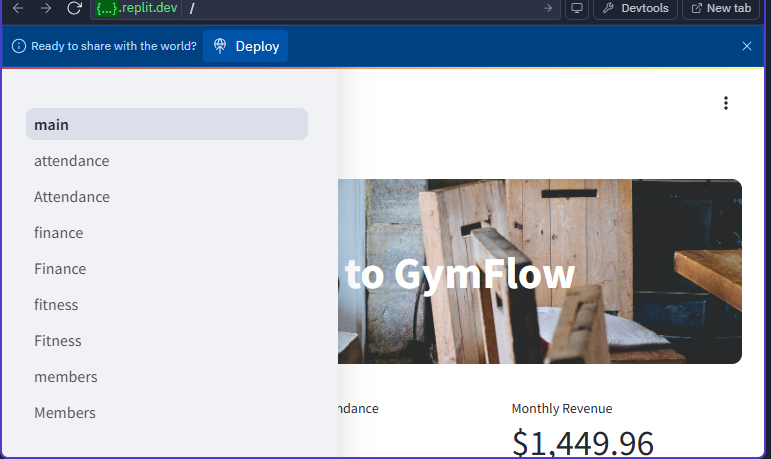 {...}.replit.dev /
Devtools
New tab
Ready to share with the world?
Deploy
main
attendance
Attendance
finance
Finance
fitness
Fitness
members
Members
to GymFlow
ndance
Monthly Revenue
$1,449.96